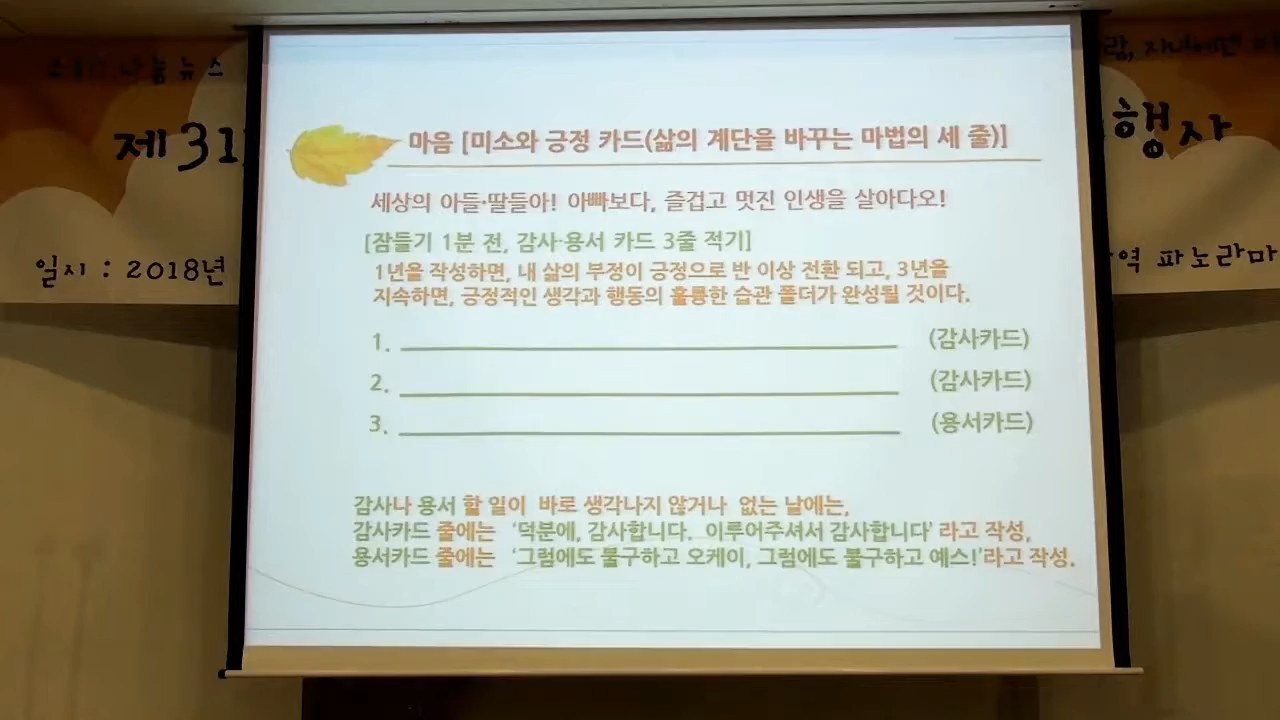 나눔뉴스
람, 자녀에겐
제31
행사
일시 : 2018년
역 파노라마
마음 [미소와 긍정 카드(삶의 계단을 바꾸는 마법의 세 줄)]
세상의 아들·딸들아! 아빠보다, 즐겁고 멋진 인생을 살아다오!
[잠들기 1분 전, 감사·용서 카드 3줄 적기]
1년을 작성하면, 내 삶의 부정이 긍정으로 반 이상 전환 되고, 3년을
지속하면, 긍정적인 생각과 행동의 훌륭한 습관 폴더가 완성될 것이다.
1. (감사카드)
2. (감사카드)
3. (용서카드)
감사나 용서 할 일이 바로 생각나지 않거나 없는 날에는,
감사카드 줄에는 ‘덕분에, 감사합니다. 이루어주셔서 감사합니다’ 라고 작성,
용서카드 줄에는 ‘그럼에도 불구하고 오케이, 그럼에도 불구하고 예스!’라고 작성.